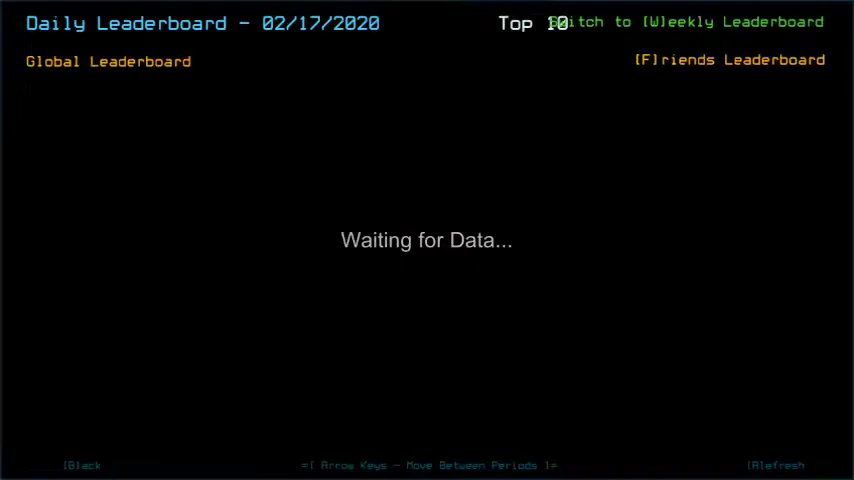 Daily Leaderboard - 02/17/2020 Top 10 Switch to [W]eekly Leaderboard
Global Leaderboard [F]riends Leaderboard
Waiting for Data...
[B]ack =[ Arrow Keys - Move Between Periods ]= [R]efresh